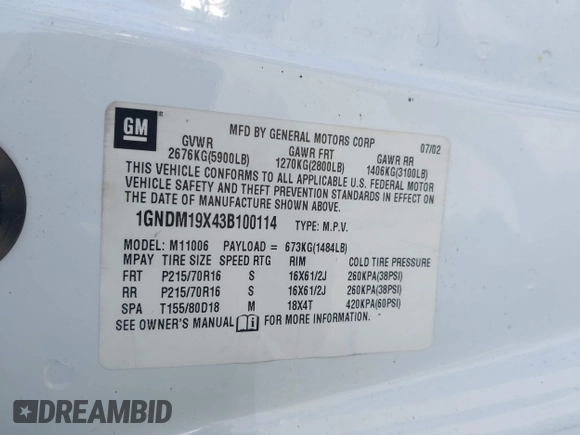 GM
MFD BY GENERAL MOTORS CORP 07/02
GVWR GAWR FRT GAWR RR
2676KG(5900LB) 1270KG(2800LB) 1406KG(3100LB)
THIS VEHICLE CONFORMS TO ALL APPLICABLE U.S. FEDERAL MOTOR
VEHICLE SAFETY AND THEFT PREVENTION STANDARDS IN EFFECT ON
THE DATE OF MANUFACTURE SHOWN ABOVE.
1GNDM19X43B100114 TYPE: M.P.V.
MODEL: M11006 PAYLOAD = 673KG(1484LB)
MPAY TIRE SIZE SPEED RTG RIM COLD TIRE PRESSURE
FRT P215/70R16 S 16X61/2J 260KPA(38PSI)
RR P215/70R16 S 16X61/2J 260KPA(38PSI)
SPA T155/80D18 M 18X4T 420KPA(60PSI)
SEE OWNER'S MANUAL FOR MORE INFORMATION.
DREAMBID